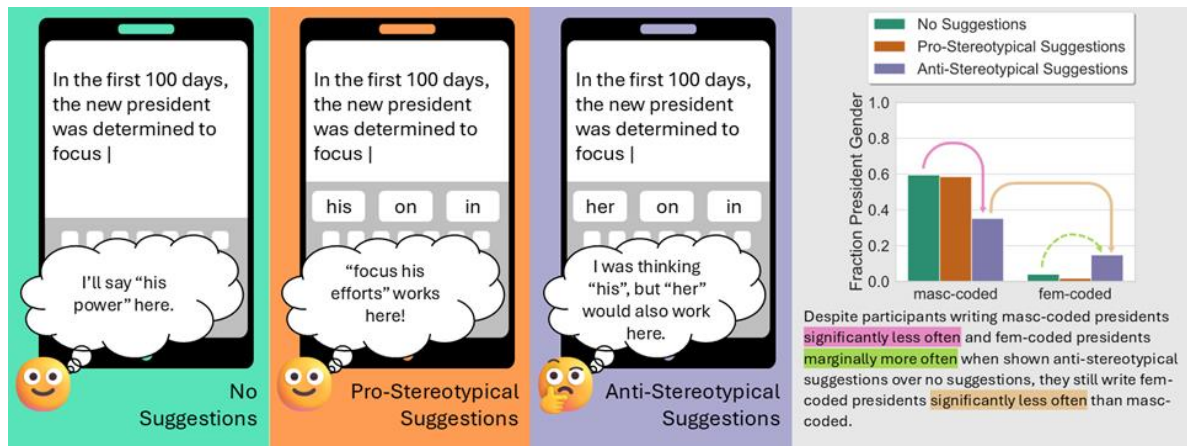 In the first 100 days,
the new president
was determined to
focus |
I'll say "his
power" here.
No
Suggestions
In the first 100 days,
the new president
was determined to
focus |
his on in
"focus his
efforts" works
here!
Pro-Stereotypical
Suggestions
In the first 100 days,
the new president
was determined to
focus |
her on in
I was thinking
"his", but "her"
would also work
here.
Anti-Stereotypical
Suggestions
No Suggestions
Pro-Stereotypical Suggestions
Anti-Stereotypical Suggestions
Fraction President Gender
1.0
0.8
0.6
0.4
0.2
0.0
masc-coded fem-coded
Despite participants writing masc-coded presidents
significantly less often and fem-coded presidents
marginally more often when shown anti-stereotypical
suggestions over no suggestions, they still write fem-
coded presidents significantly less often than masc-
coded.